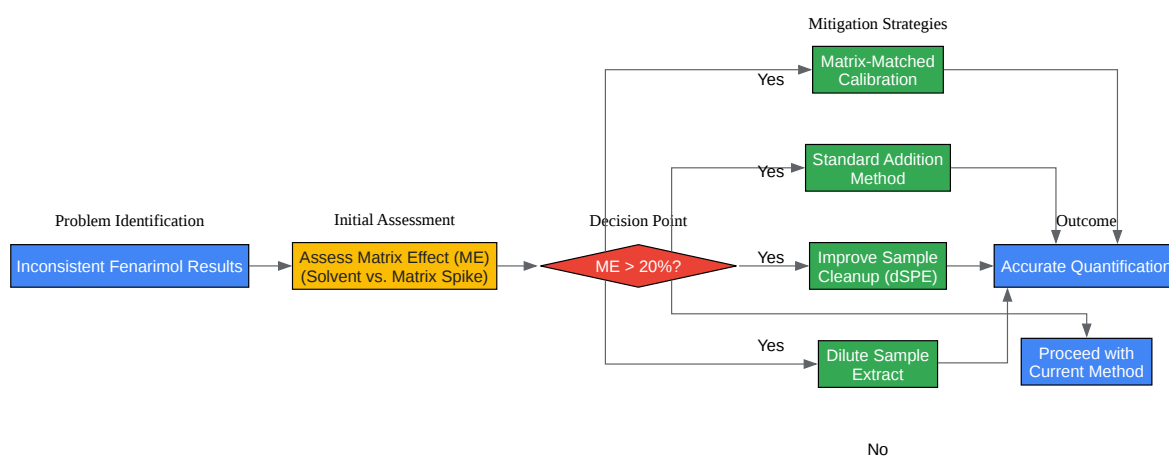 Mitigation Strategies
Matrix-Matched
Calibration
Yes
Standard Addition
Method
Yes
Problem Identification
Initial Assessment
Decision Point
Outcome
Inconsistent Fenarimol Results
Assess Matrix Effect (ME)
(Solvent vs. Matrix Spike)
ME > 20%?
Yes
Improve Sample
Cleanup (dSPE)
Accurate Quantification
Yes
Dilute Sample
Extract
Proceed with
Current Method
No